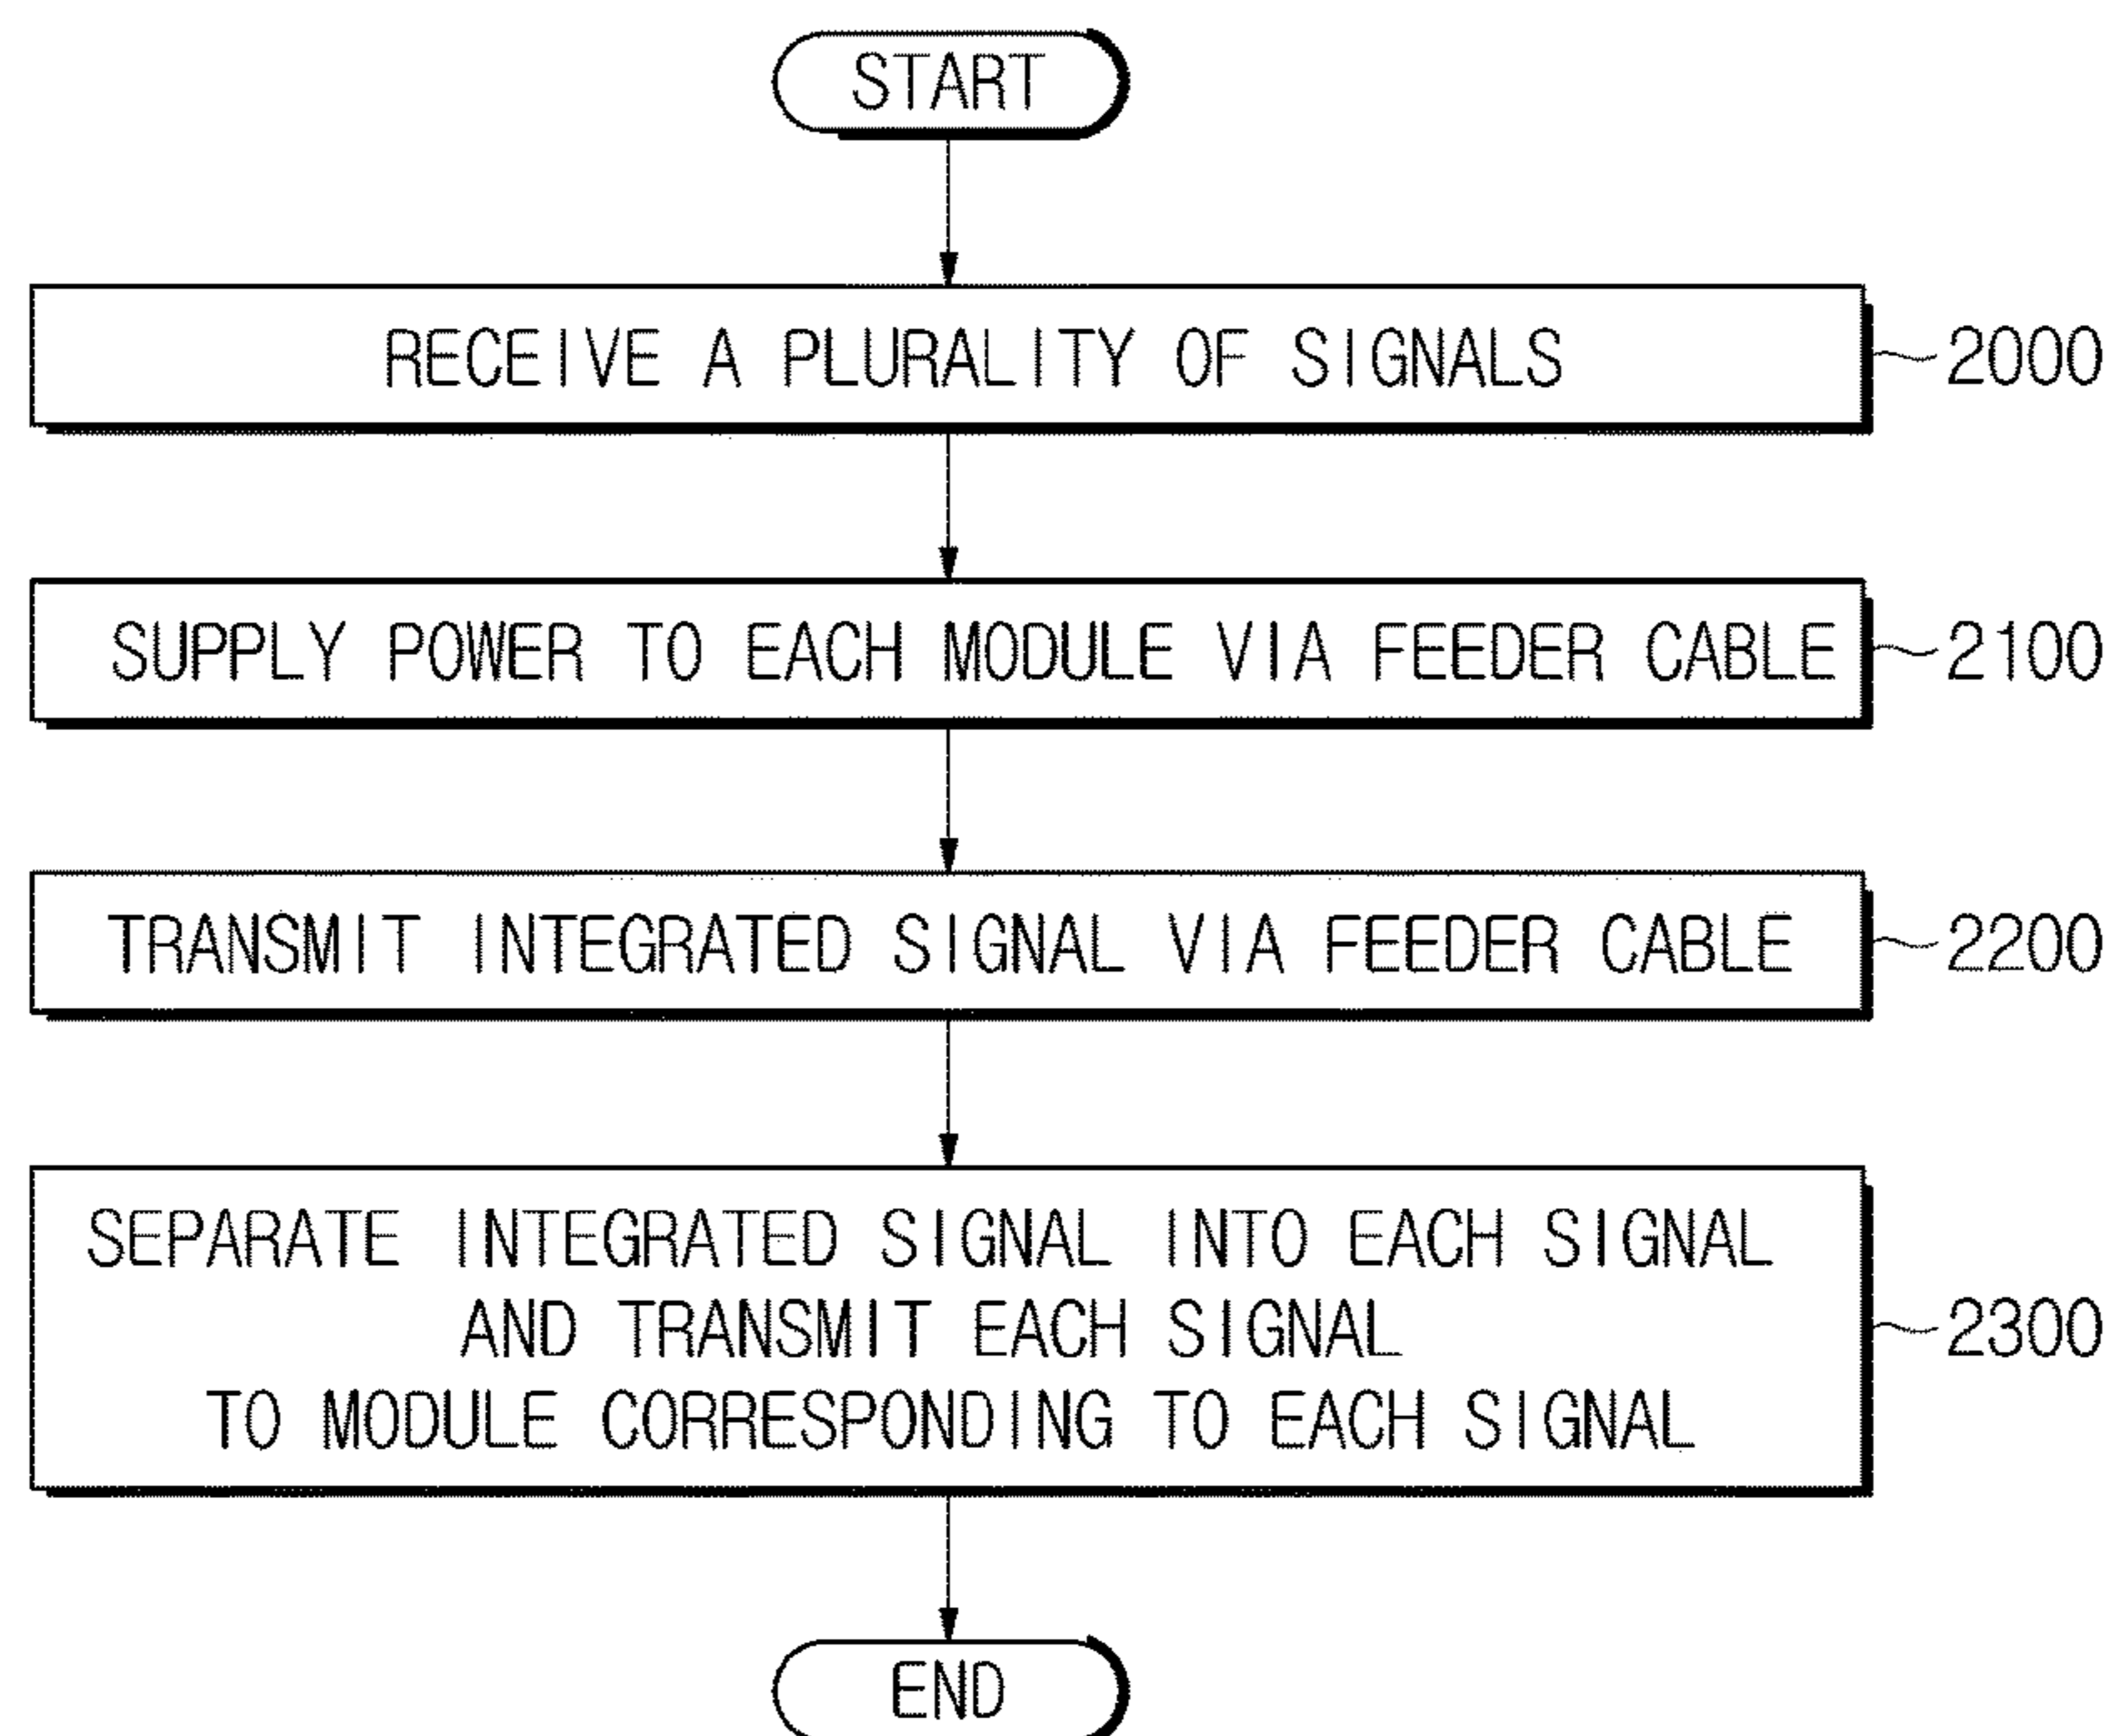 START
RECEIVE A PLURALITY OF SIGNALS
2000
SUPPLY POWER TO EACH MODULE VIA FEEDER CABLE
2100
TRANSMIT INTEGRATED SIGNAL VIA FEEDER CABLE
2200
SEPARATE INTEGRATED SIGNAL INTO EACH SIGNAL
AND TRANSMIT EACH SIGNAL
TO MODULE CORRESPONDING TO EACH SIGNAL
2300
END